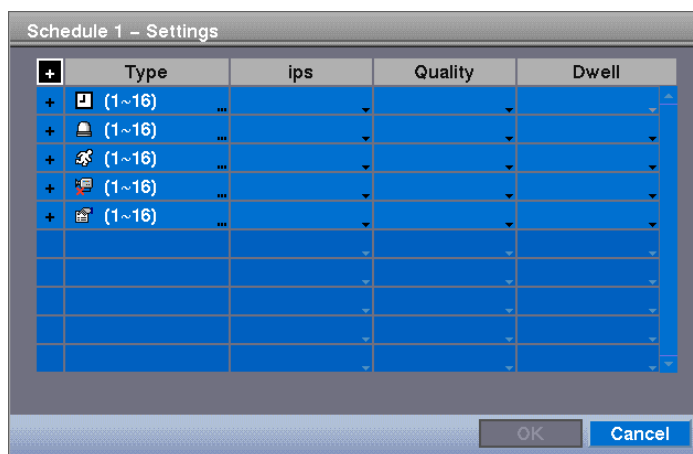 Schedule 1 – Settings
+ Type ips Quality Dwell
+ (1~16) ...
+ (1~16) ...
+ (1~16) ...
+ (1~16) ...
+ (1~16) ...
OK Cancel